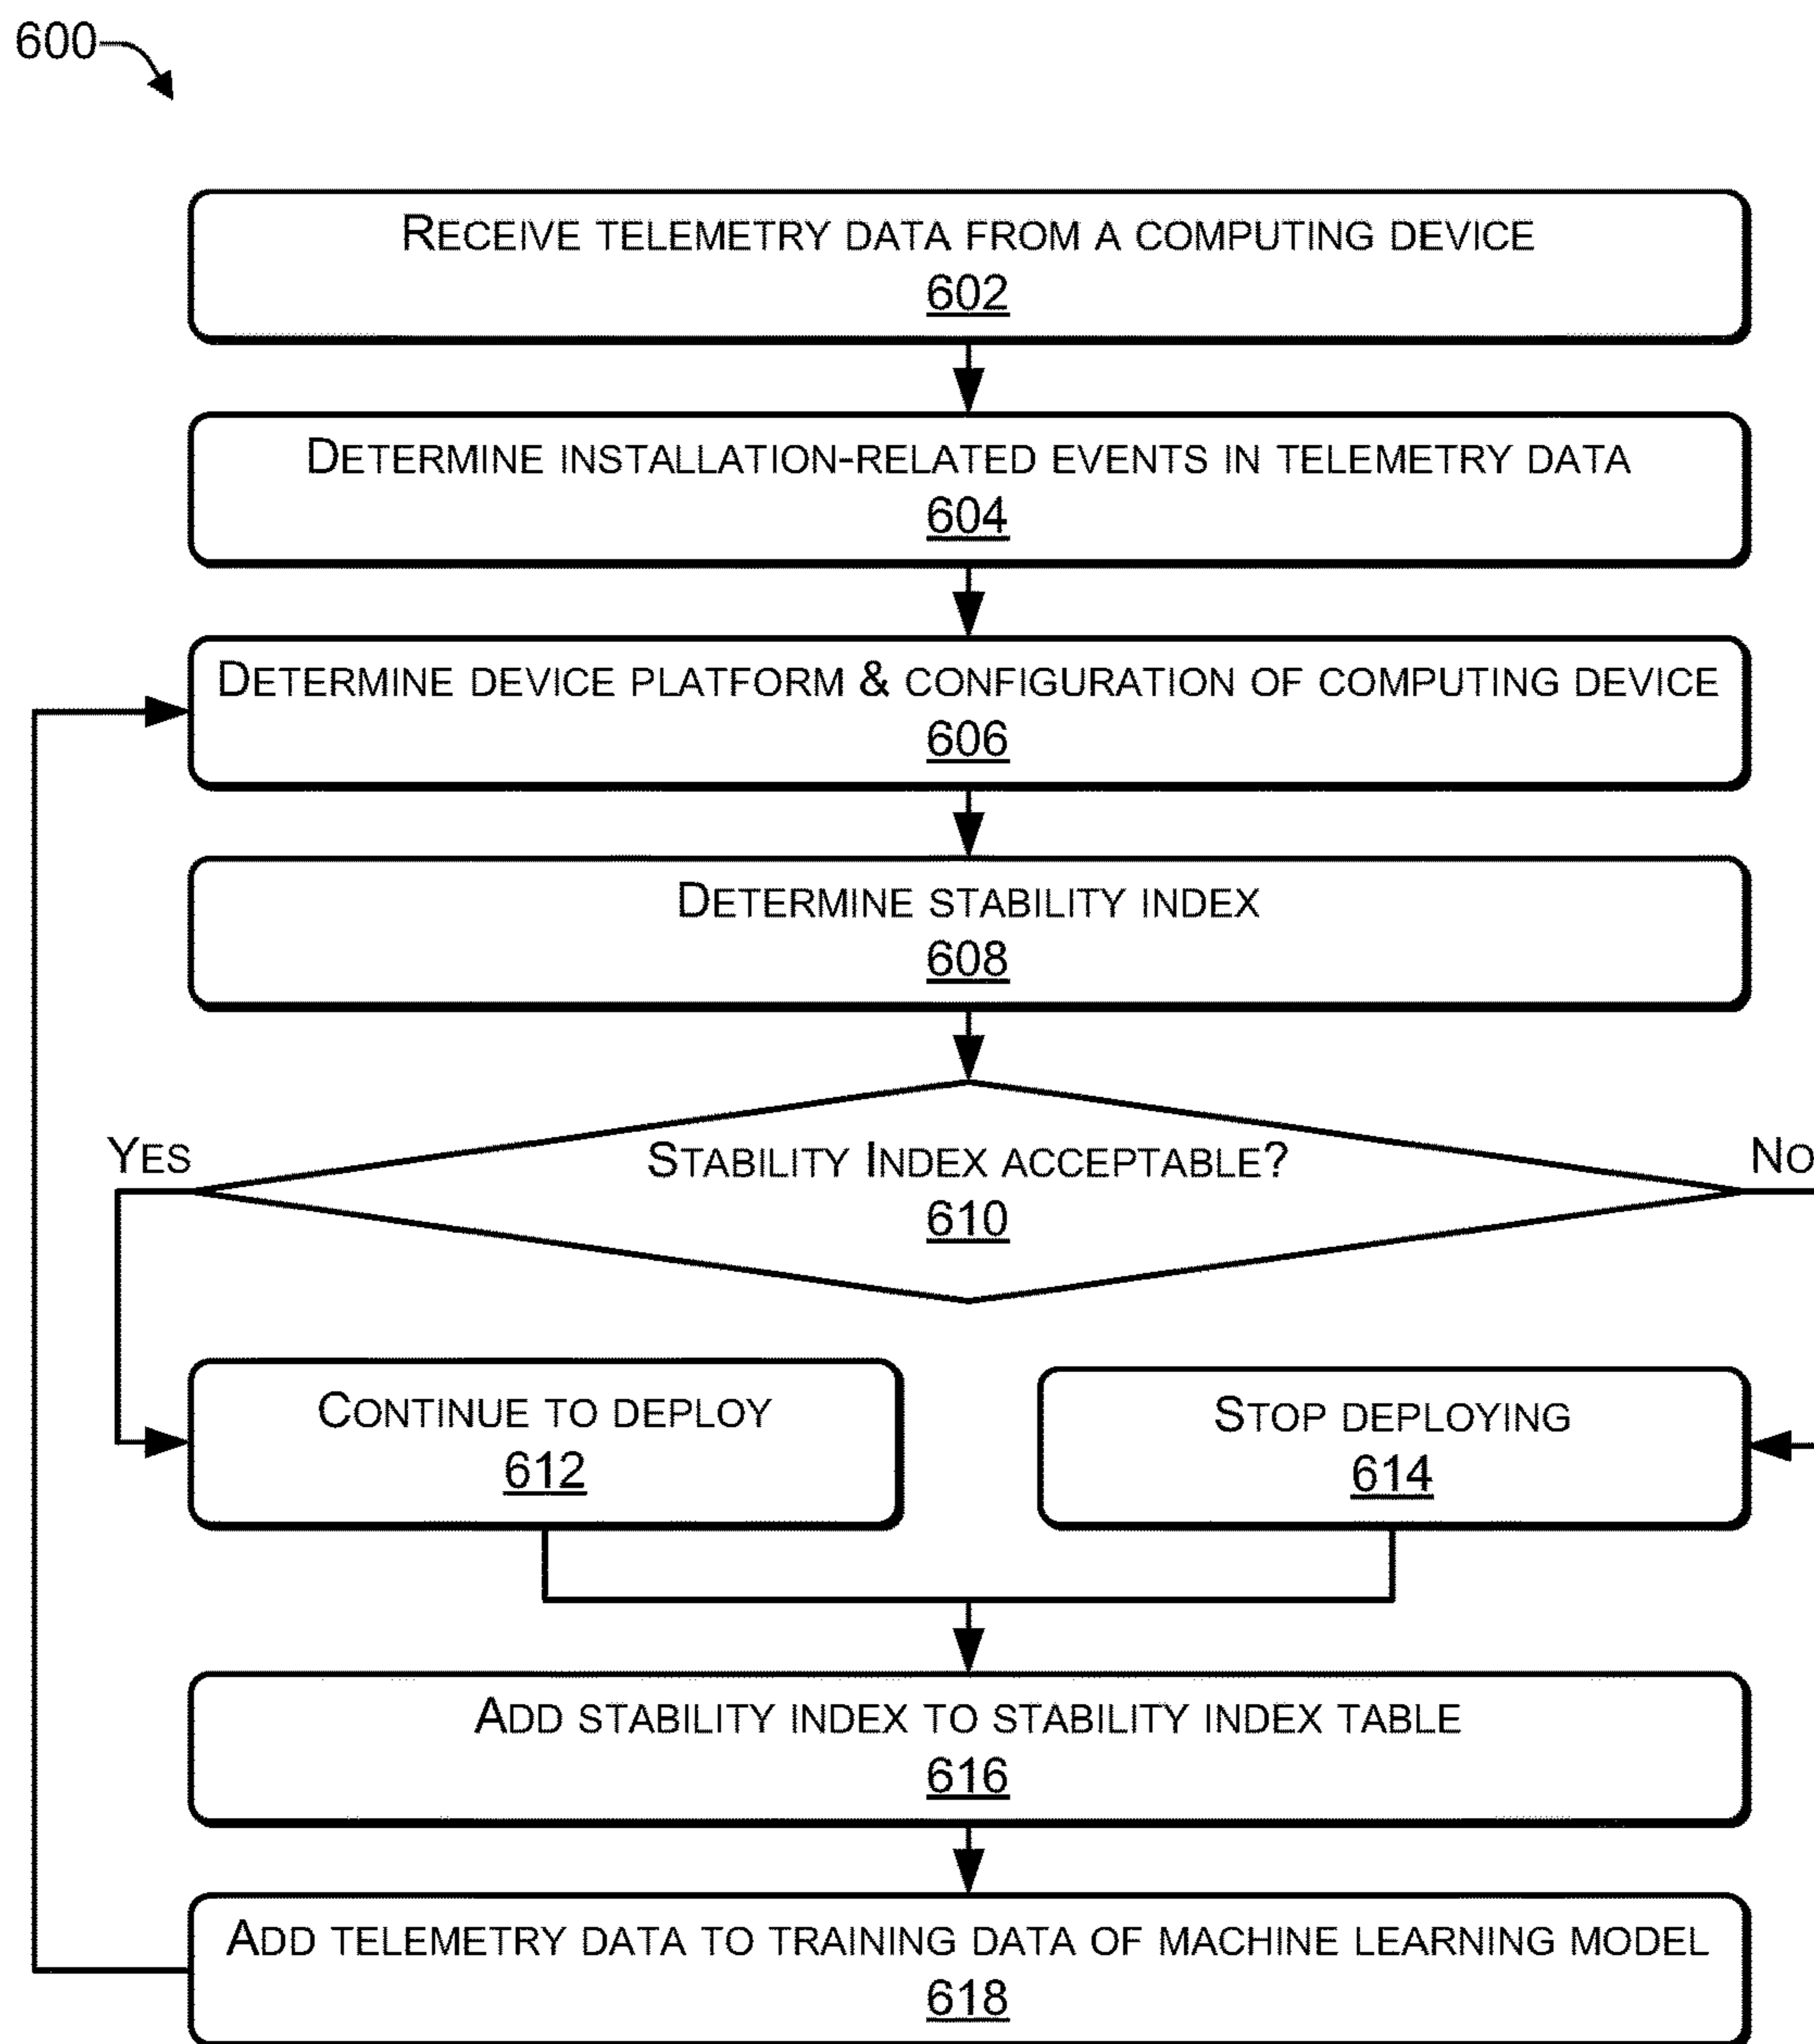 600
RECEIVE TELEMETRY DATA FROM A COMPUTING DEVICE
602
DETERMINE INSTALLATION-RELATED EVENTS IN TELEMETRY DATA
604
DETERMINE DEVICE PLATFORM & CONFIGURATION OF COMPUTING DEVICE
606
DETERMINE STABILITY INDEX
608
YES
STABILITY INDEX ACCEPTABLE?
NO
610
CONTINUE TO DEPLOY
612
STOP DEPLOYING
614
ADD STABILITY INDEX TO STABILITY INDEX TABLE
616
ADD TELEMETRY DATA TO TRAINING DATA OF MACHINE LEARNING MODEL
618